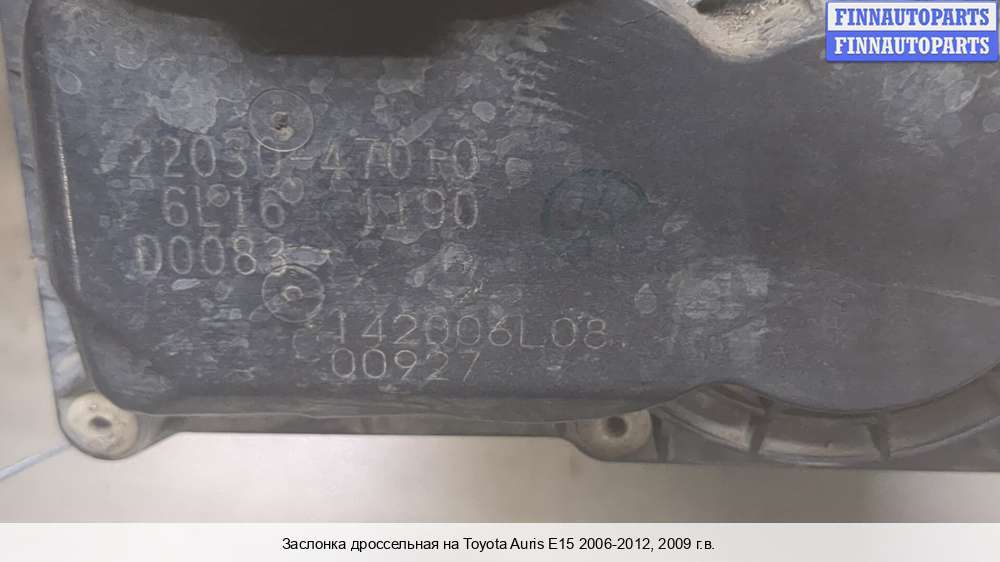 FINNAUTOPARTS
FINNAUTOPARTS
22030-47010
6L16 1190
D0083
142006L08
00927
Заслонка дроссельная на Toyota Auris E15 2006-2012, 2009 г.в.